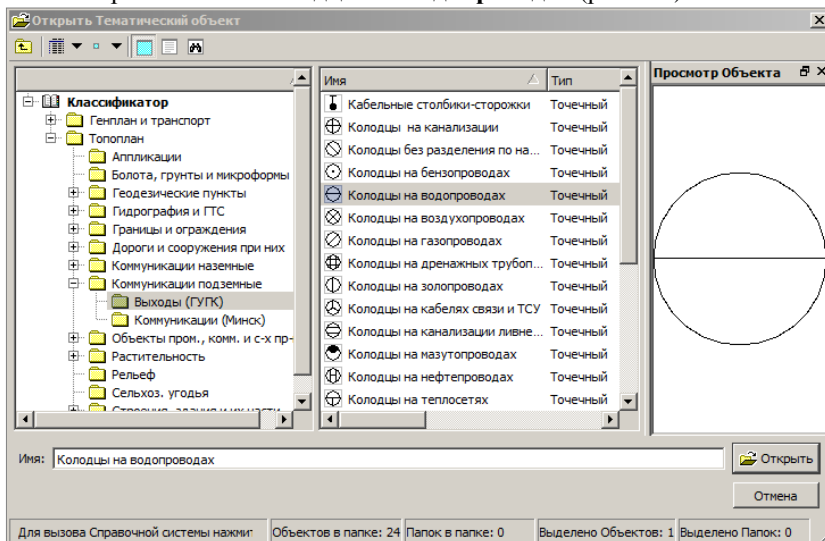 Открыть Тематический объект
Просмотр Объекта
Имя
Тип
Классификатор
Генплан и транспорт
Топоплан
Аппликации
Болота, грунты и микроформы
Геодезические пункты
Гидрография и ГТС
Границы и ограждения
Дороги и сооружения при них
Коммуникации наземные
Коммуникации подземные
Выходы (ГУГК)
Коммуникации (Минск)
Объекты пром., комм. и с-х пр-
Растительность
Рельеф
Сельхоз. угодья
Строения, здания и их части
Кабельные столбики-сторожки Точечный
Колодцы на канализации Точечный
Колодцы без разделения по на... Точечный
Колодцы на бензопроводах Точечный
Колодцы на водопроводах Точечный
Колодцы на воздухопроводах Точечный
Колодцы на газопроводах Точечный
Колодцы на дренажных трубоп... Точечный
Колодцы на золопроводах Точечный
Колодцы на кабелях связи и ТСУ Точечный
Колодцы на канализации ливне... Точечный
Колодцы на мазутопроводах Точечный
Колодцы на нефтепроводах Точечный
Колодцы на теплосетях Точечный
Имя: Колодцы на водопроводах
Открыть
Отмена
Для вызова Справочной системы нажмит Объектов в папке: 24 Папок в папке: 0 Выделено Объектов: 1 Выделено Папок: 0